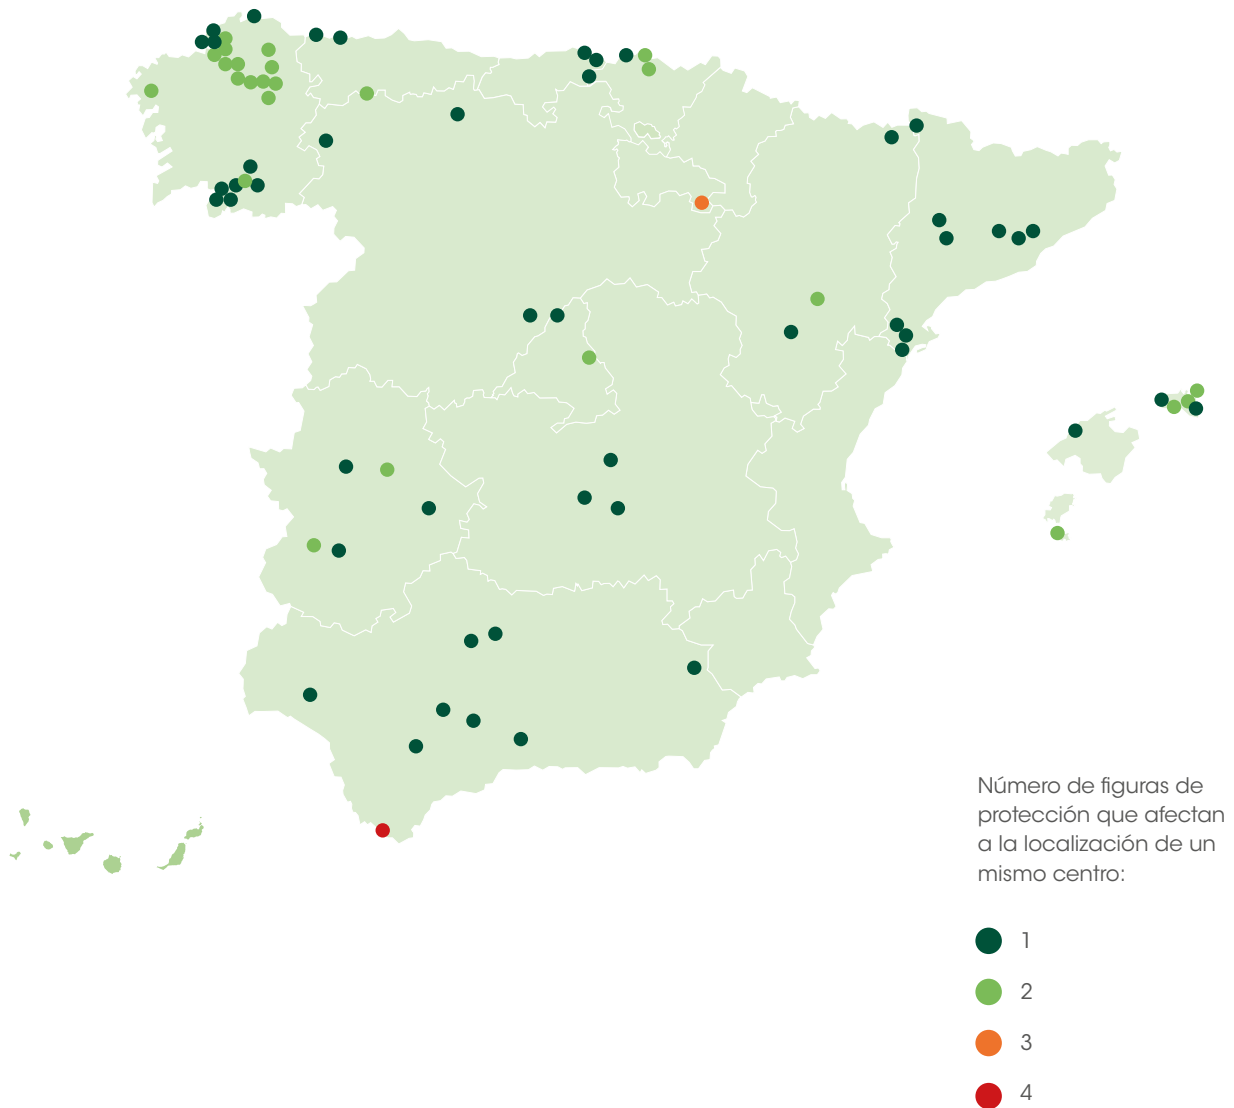 Número de figuras de
protección que afectan
a la localización de un
mismo centro:
1
2
3
4